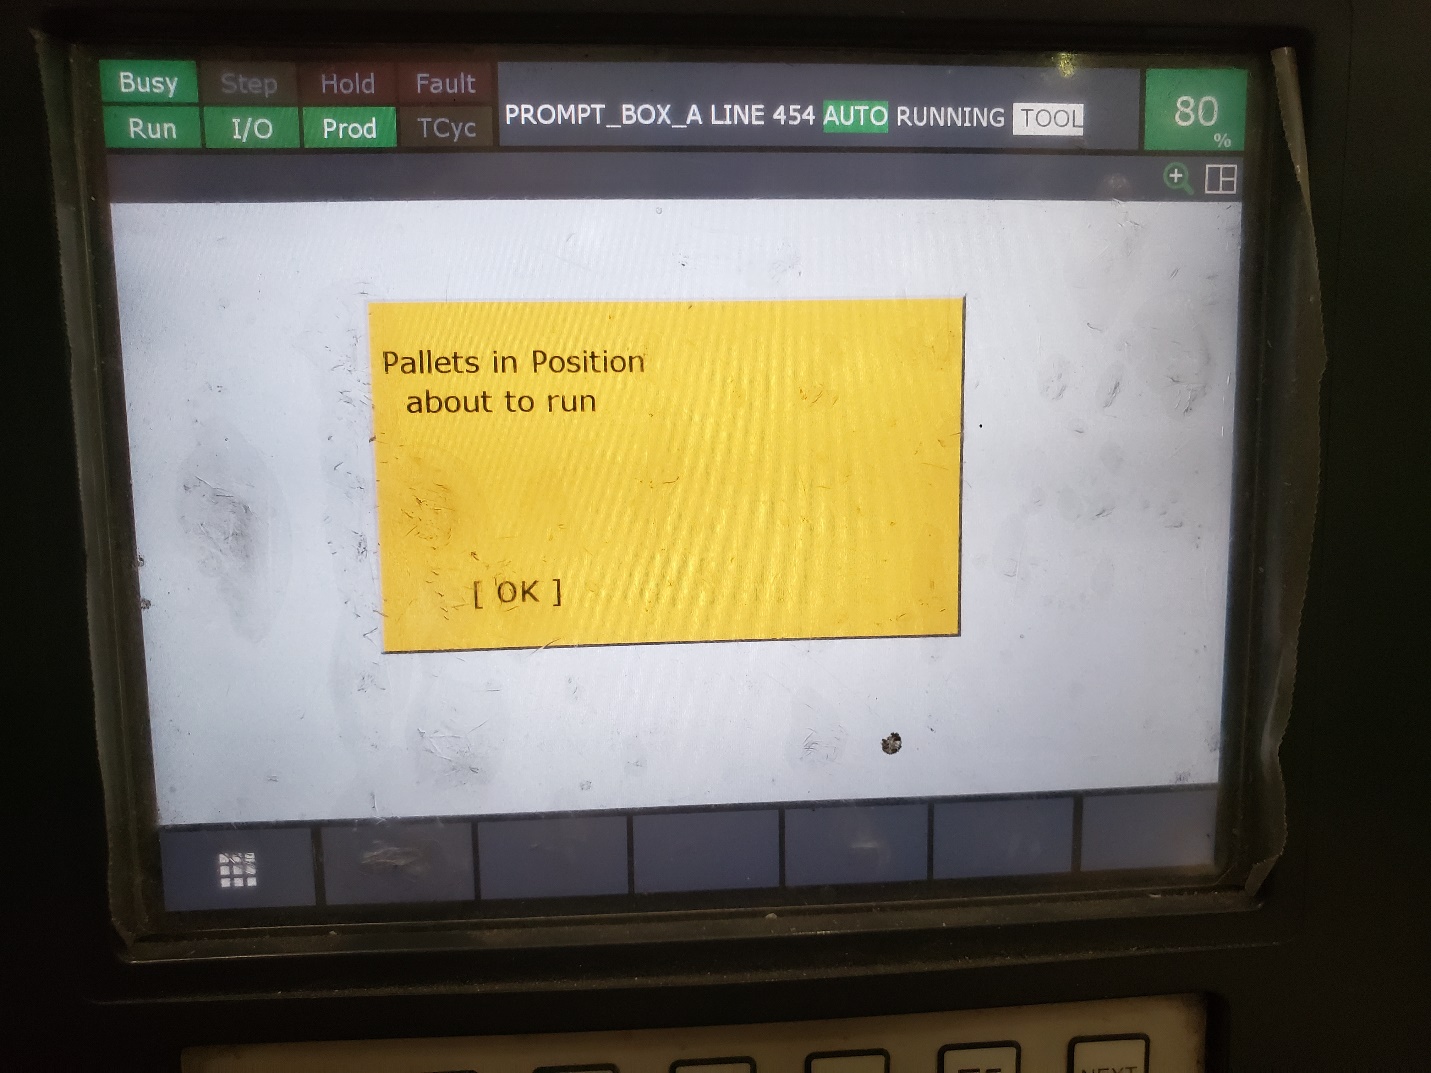 Busy Step Hold Fault
Run I/O Prod TCyc
PROMPT_BOX_A LINE 454 AUTO RUNNING TOOL
80
%
Pallets in Position
about to run
[ OK ]
NEXT